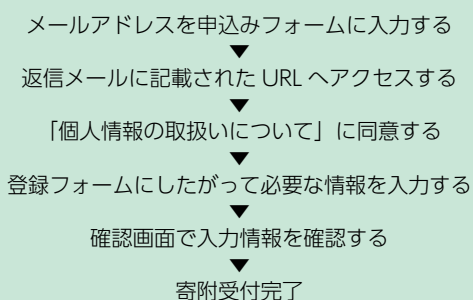 メールアドレスを申込みフォームに入力する
▼
返信メールに記載された URL へアクセスする
▼
「個人情報の取扱いについて」に同意する
▼
登録フォームにしたがって必要な情報を入力する
▼
確認画面で入力情報を確認する
▼
寄附受付完了